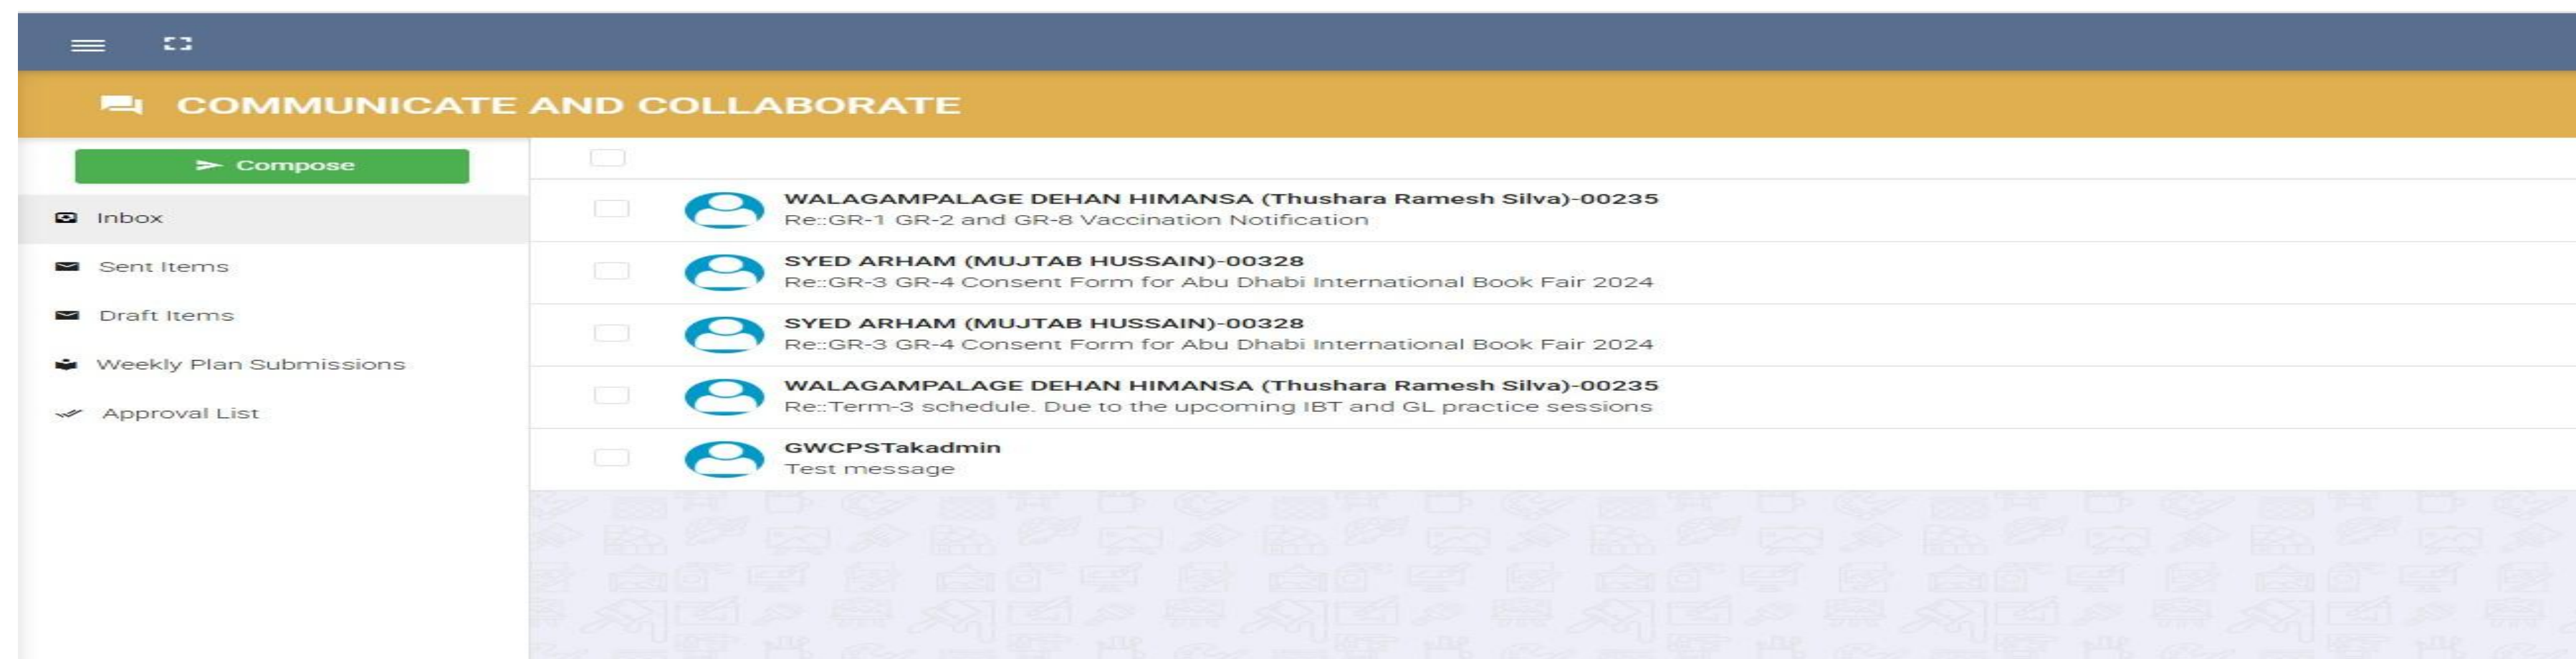 COMMUNICATE AND COLLABORATE
Compose
Inbox
Sent Items
Draft Items
Weekly Plan Submissions
Approval List
WALAGAMPALAGE DEHAN HIMANSA (Thushara Ramesh Silva)-00235
Re::GR-1 GR-2 and GR-8 Vaccination Notification
SYED ARHAM (MUJTAB HUSSAIN)-00328
Re::GR-3 GR-4 Consent Form for Abu Dhabi International Book Fair 2024
SYED ARHAM (MUJTAB HUSSAIN)-00328
Re::GR-3 GR-4 Consent Form for Abu Dhabi International Book Fair 2024
WALAGAMPALAGE DEHAN HIMANSA (Thushara Ramesh Silva)-00235
Re::Term-3 schedule. Due to the upcoming IBT and GL practice sessions
GWCPSTakadmin
Test message